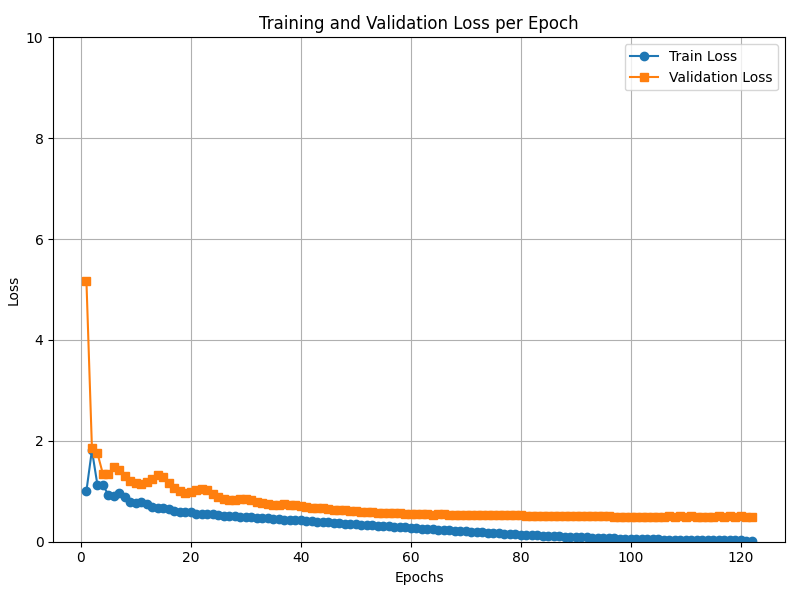 Training and Validation Loss per Epoch
Train Loss
Validation Loss
10
8
6
4
2
0
Loss
0 20 40 60 80 100 120
Epochs